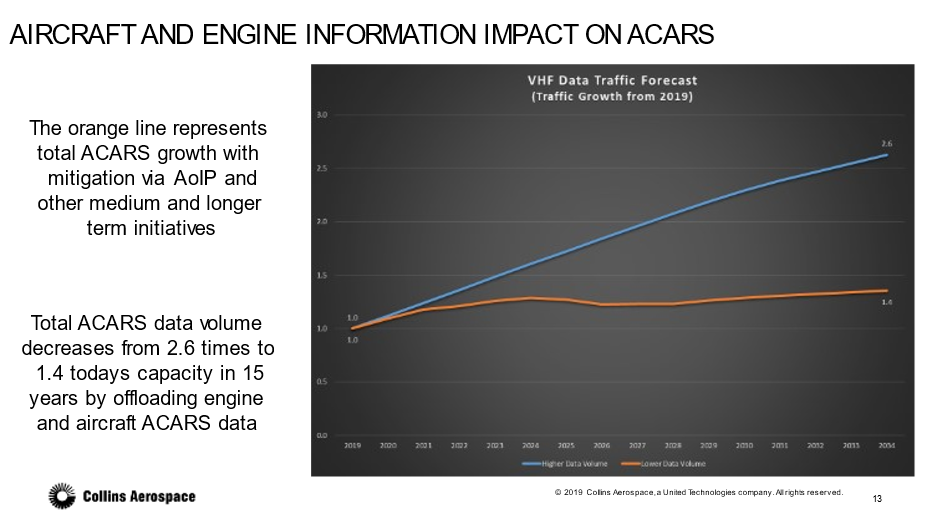 AIRCRAFT AND ENGINE INFORMATION IMPACT ON ACARS
The orange line represents
total ACARS growth with
mitigation via AoIP and
other medium and longer
term initiatives
Total ACARS data volume
decreases from 2.6 times to
1.4 todays capacity in 15
years by offloading engine
and aircraft ACARS data
VHF Data Traffic Forecast
(Traffic Growth from 2019)
3.0
2.5
2.0
1.5
1.0
0.5
0.0
1.0
1.0
2.6
1.4
2019 2020 2021 2022 2023 2024 2025 2026 2027 2028 2029 2030 2031 2032 2033 2034
Higher Data Volume Lower Data Volume
Collins Aerospace
© 2019 Collins Aerospace, a United Technologies company. All rights reserved.
13